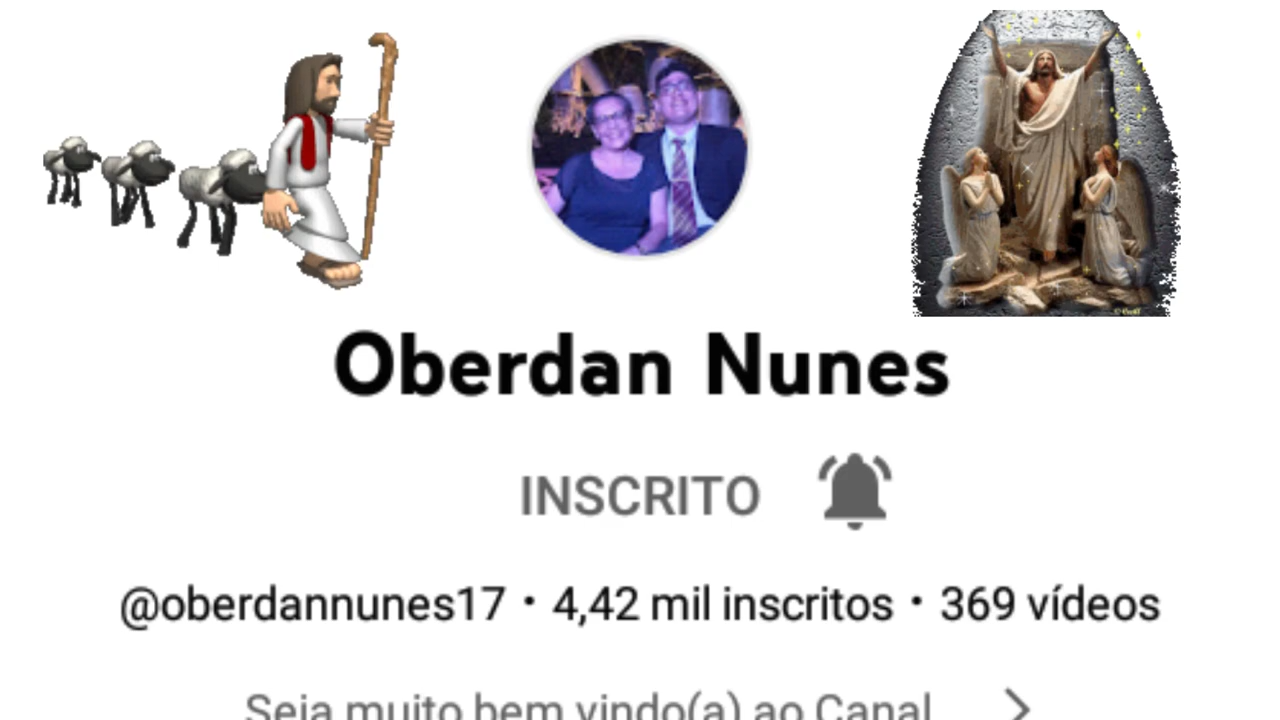 Oberdan Nunes
INSCRITO
@oberdannunes17 • 4,42 mil inscritos • 369 vídeos
Seja muito bem vindo(a) ao Canal